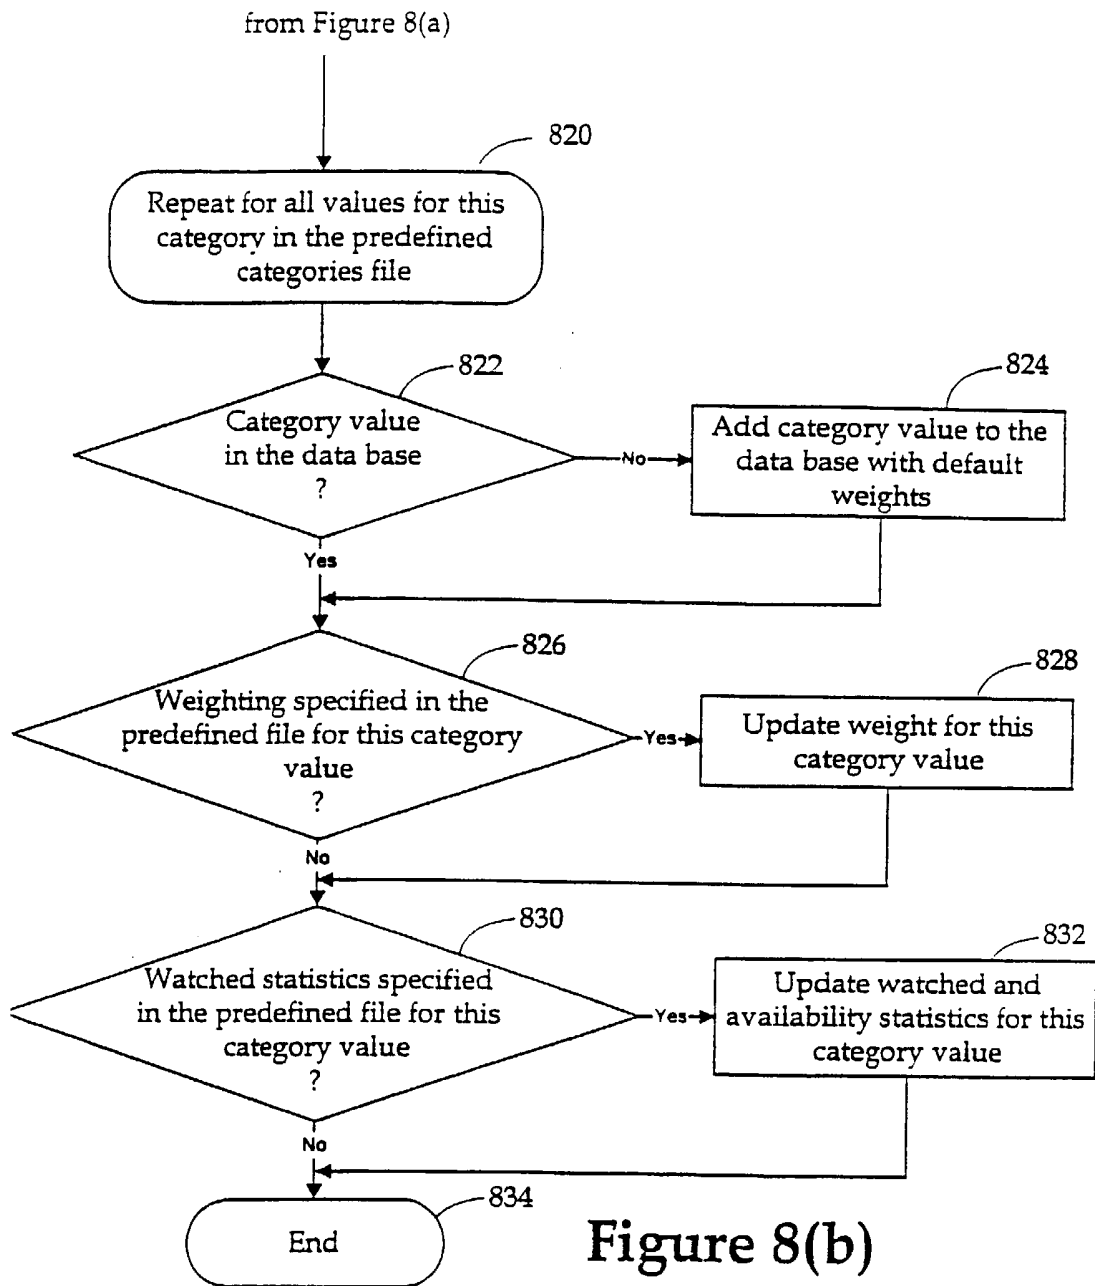 from Figure 8(a)
820
Repeat for all values for this
category in the predefined
categories file
822
Category value
in the data base
?
No
824
Add category value to the
data base with default
weights
Yes
826
Weighting specified in the
predefined file for this category
value
?
Yes
828
Update weight for this
category value
No
830
Watched statistics specified
in the predefined file for this
category value
?
Yes
832
Update watched and
availability statistics for this
category value
No
834
End
Figure 8(b)